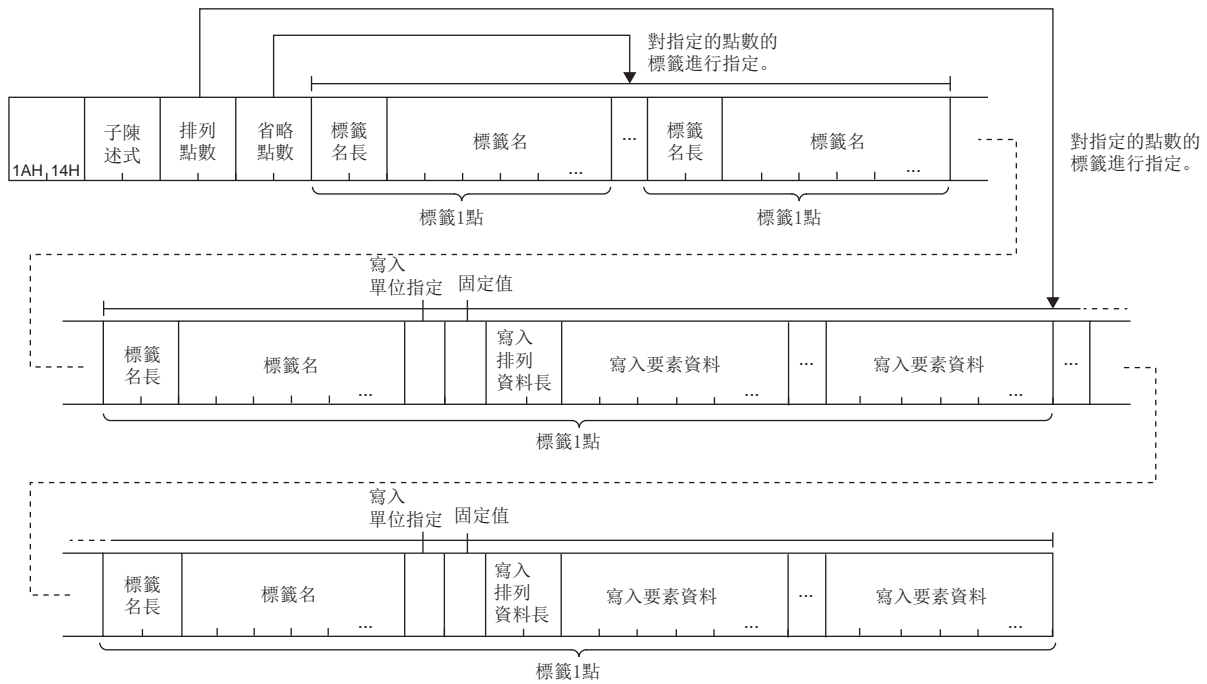 對指定的點數的
標籤進行指定。
1AH,14H
子陳
述式
排列
點數
省略
點數
標籤
名長
標籤名
...
...
標籤
名長
標籤名
...
對指定的點數的
標籤進行指定。
標籤1點
標籤1點
寫入
單位指定
固定值
標籤
名長
標籤名
...
寫入
排列
資料長
寫入要素資料
...
...
寫入要素資料
...
...
標籤1點
寫入
單位指定
固定值
標籤
名長
標籤名
...
寫入
排列
資料長
寫入要素資料
...
...
寫入要素資料
...
標籤1點